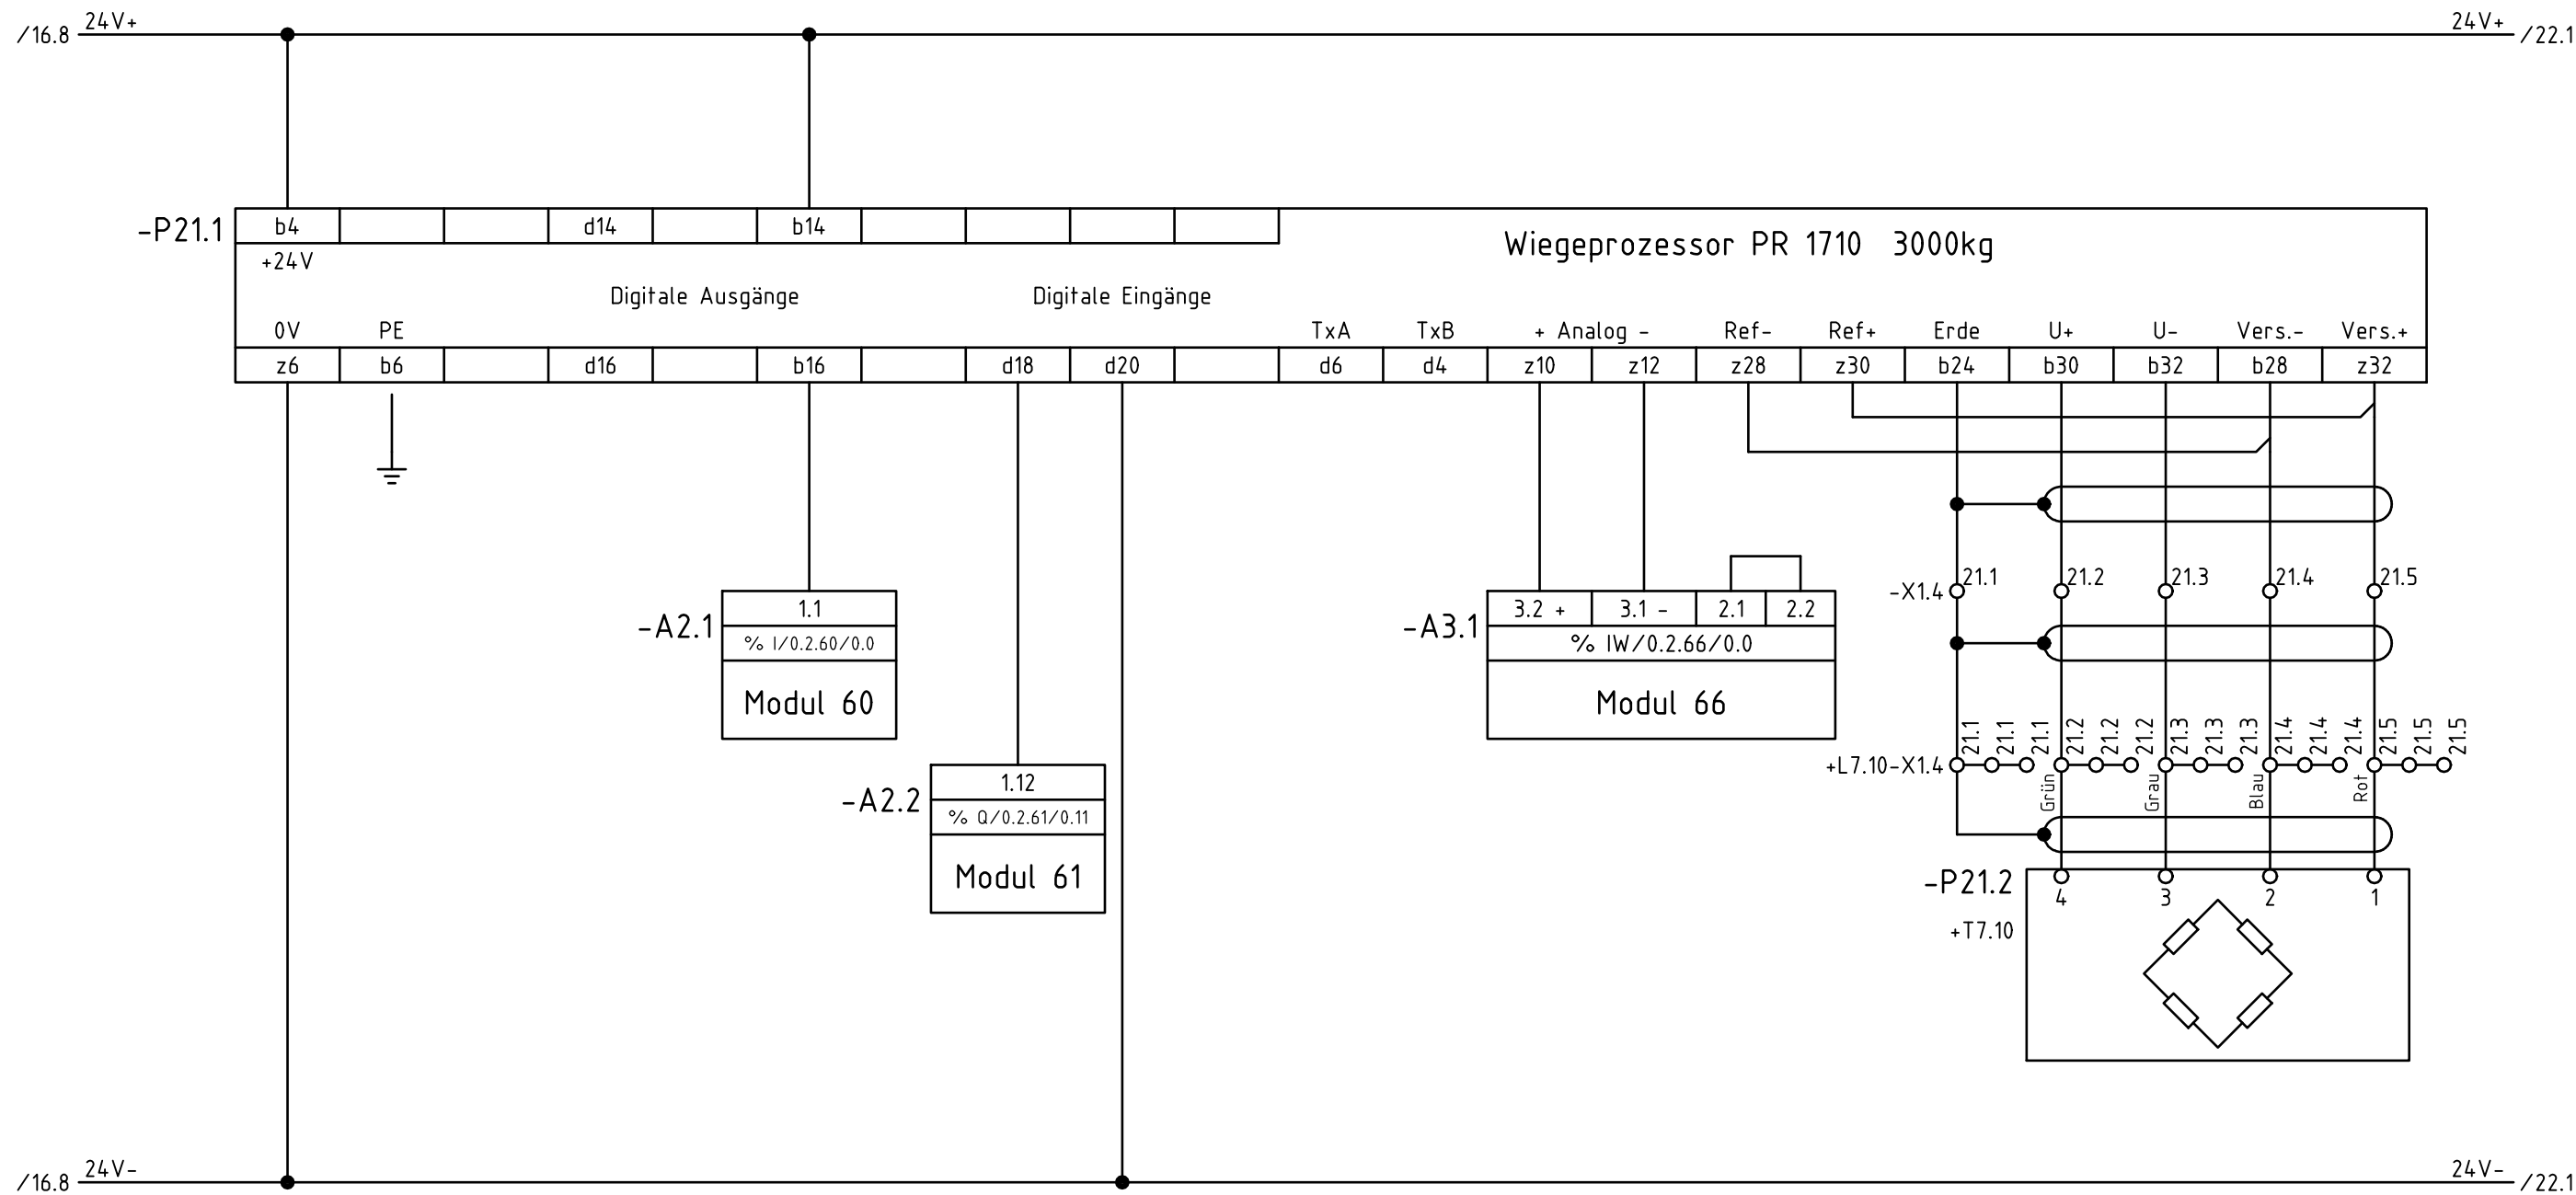 24V+ 24V+
/16.8 /22.1
-P21.1 b4 d14 b14
Wiegeprozessor PR 1710 3000kg
+24V
Digitale Ausgänge Digitale Eingänge
0V PE TxA TxB + Analog - Ref- Ref+ Erde U+ U- Vers.- Vers.+
z6 b6 d16 b16 d18 d20 d6 d4 z10 z12 z28 z30 b24 b30 b32 b28 z32
21.1 21.2 21.3 21.4 21.5
-X1.4
-A2.1 1.1
% I/0.2.60/0.0
Modul 60
-A3.1 3.2 + 3.1 - 2.1 2.2
% IW/0.2.66/0.0
Modul 66
21.1 21.1 21.1 21.2 21.2 21.2 21.3 21.3 21.3 21.4 21.4 21.4 21.5 21.5 21.5
+L7.10-X1.4
Grün Grau Blau Rot
-A2.2 1.12
% Q/0.2.61/0.11
Modul 61
-P21.2
4 3 2 1
+T7.10
24V- 24V-
/16.8 /22.1